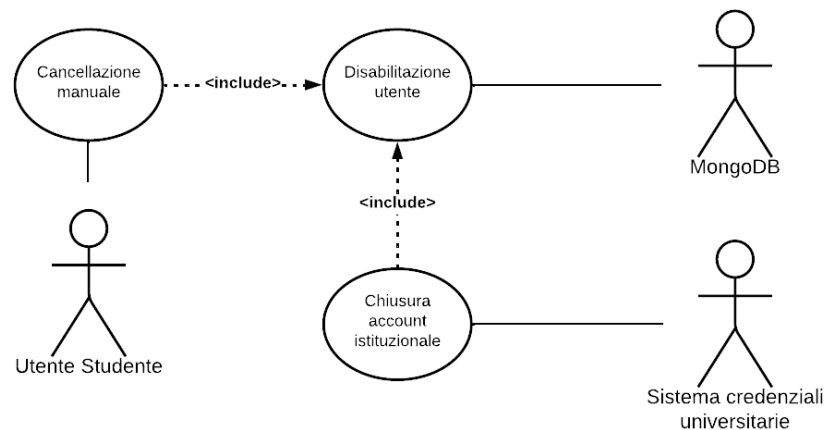 Cancellazione
manuale
<include>
Disabilitazione
utente
MongoDB
<include>
Utente Studente
Chiusura
account
istituzionale
Sistema credenziali
universitarie